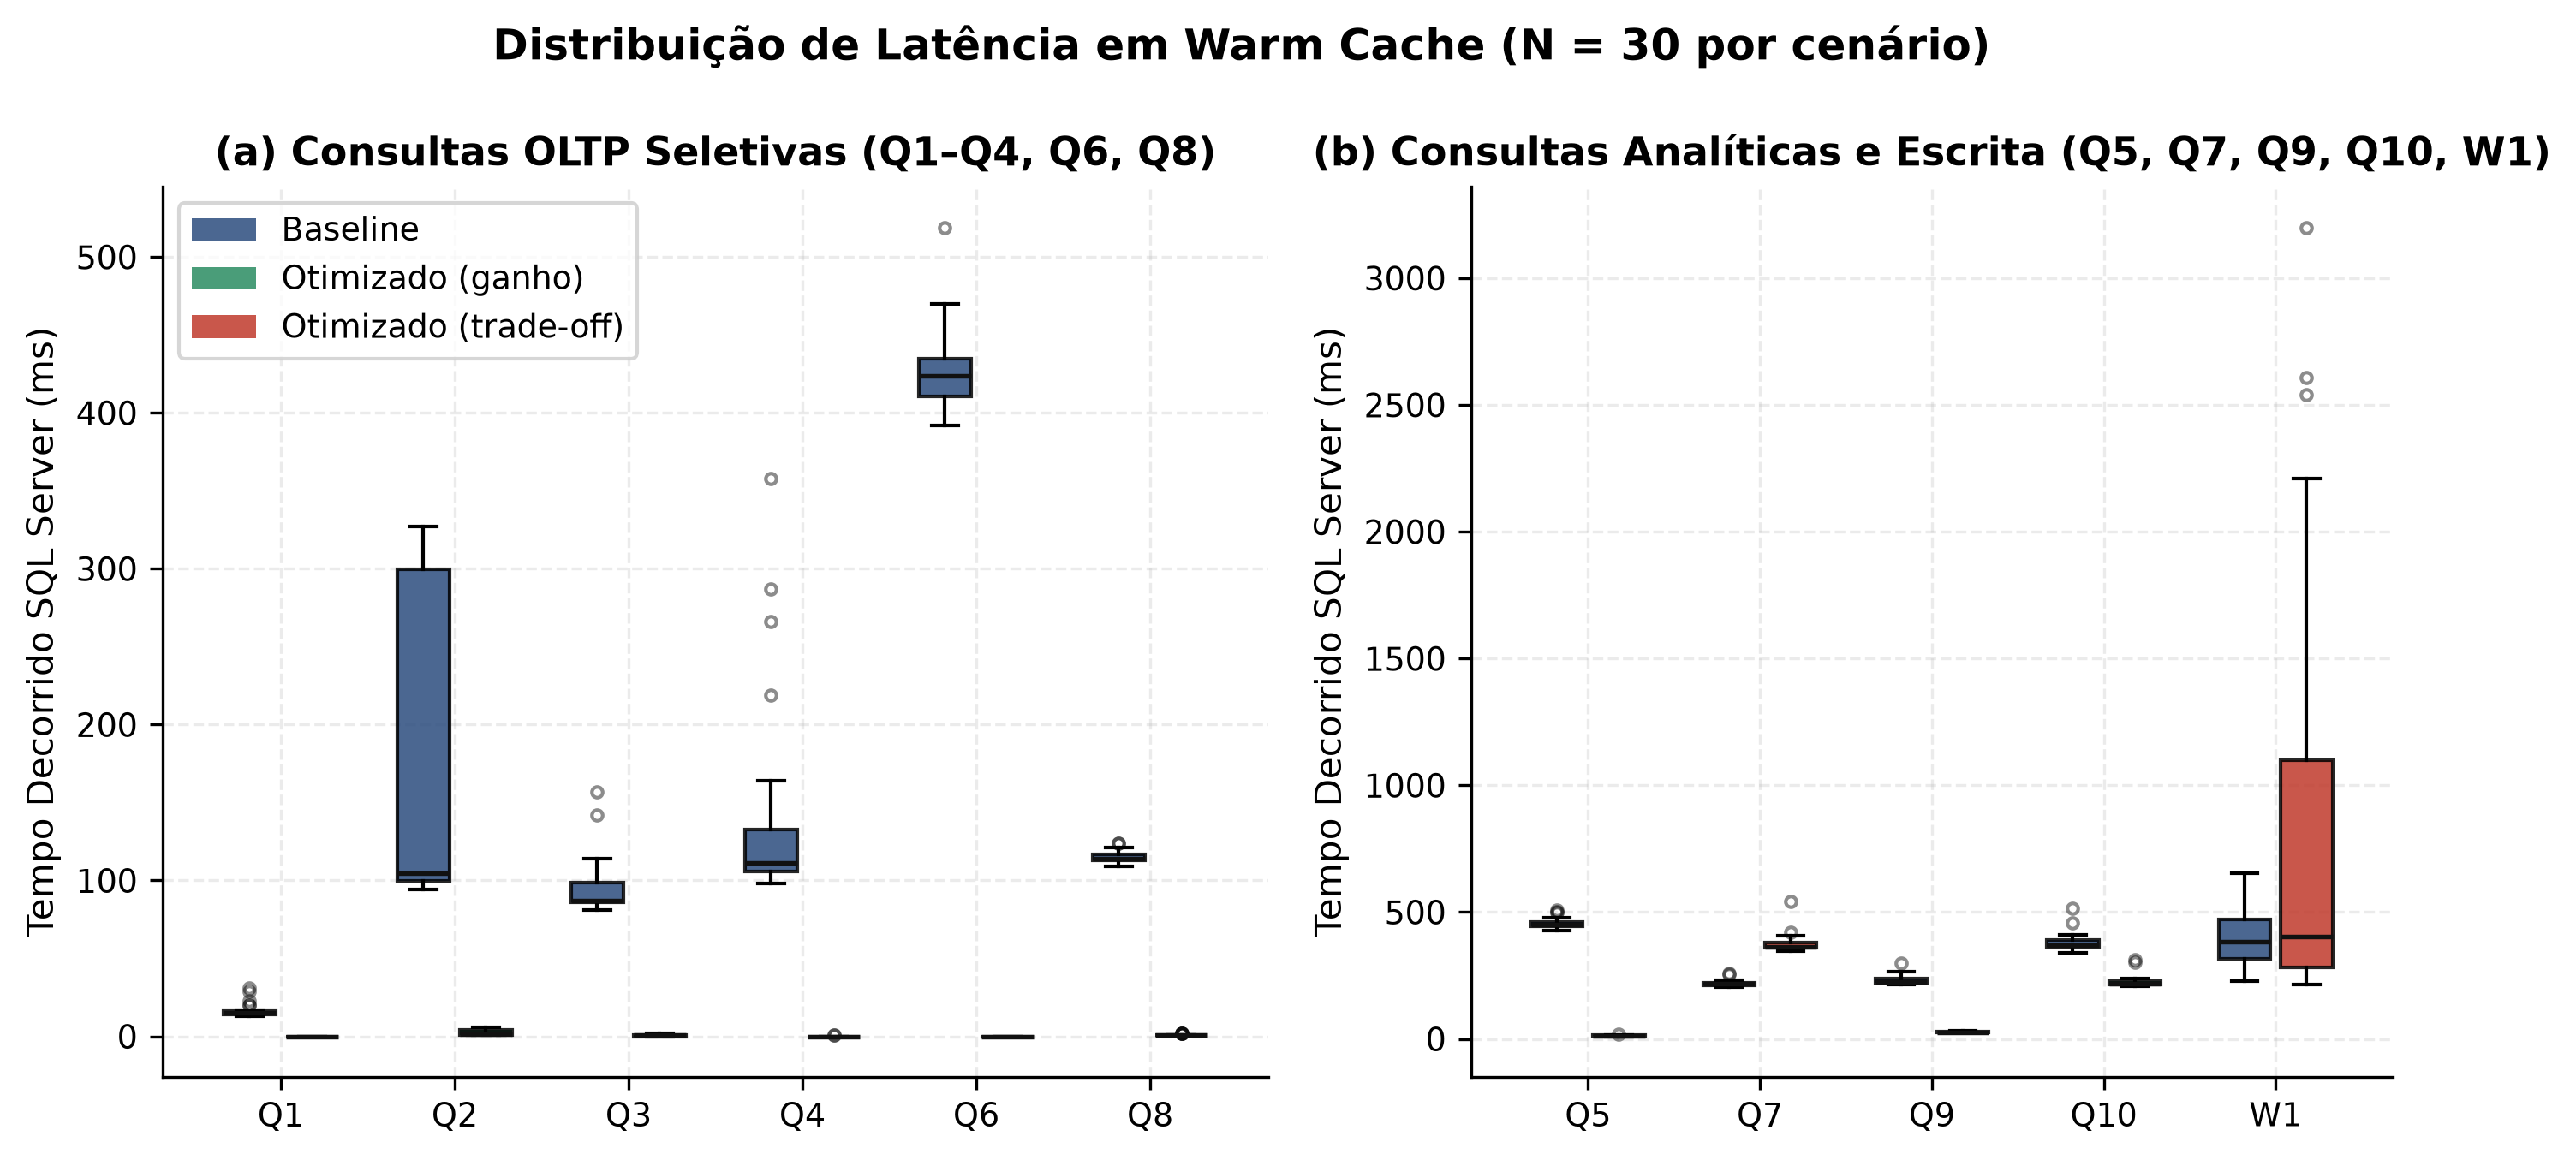 Distribuição de Latência em Warm Cache (N = 30 por cenário)
(a) Consultas OLTP Seletivas (Q1–Q4, Q6, Q8)
Baseline
Otimizado (ganho)
Otimizado (trade-off)
Tempo Decorrido SQL Server (ms)
500
400
300
200
100
0
Q1 Q2 Q3 Q4 Q6 Q8
(b) Consultas Analíticas e Escrita (Q5, Q7, Q9, Q10, W1)
Tempo Decorrido SQL Server (ms)
3000
2500
2000
1500
1000
500
0
Q5 Q7 Q9 Q10 W1